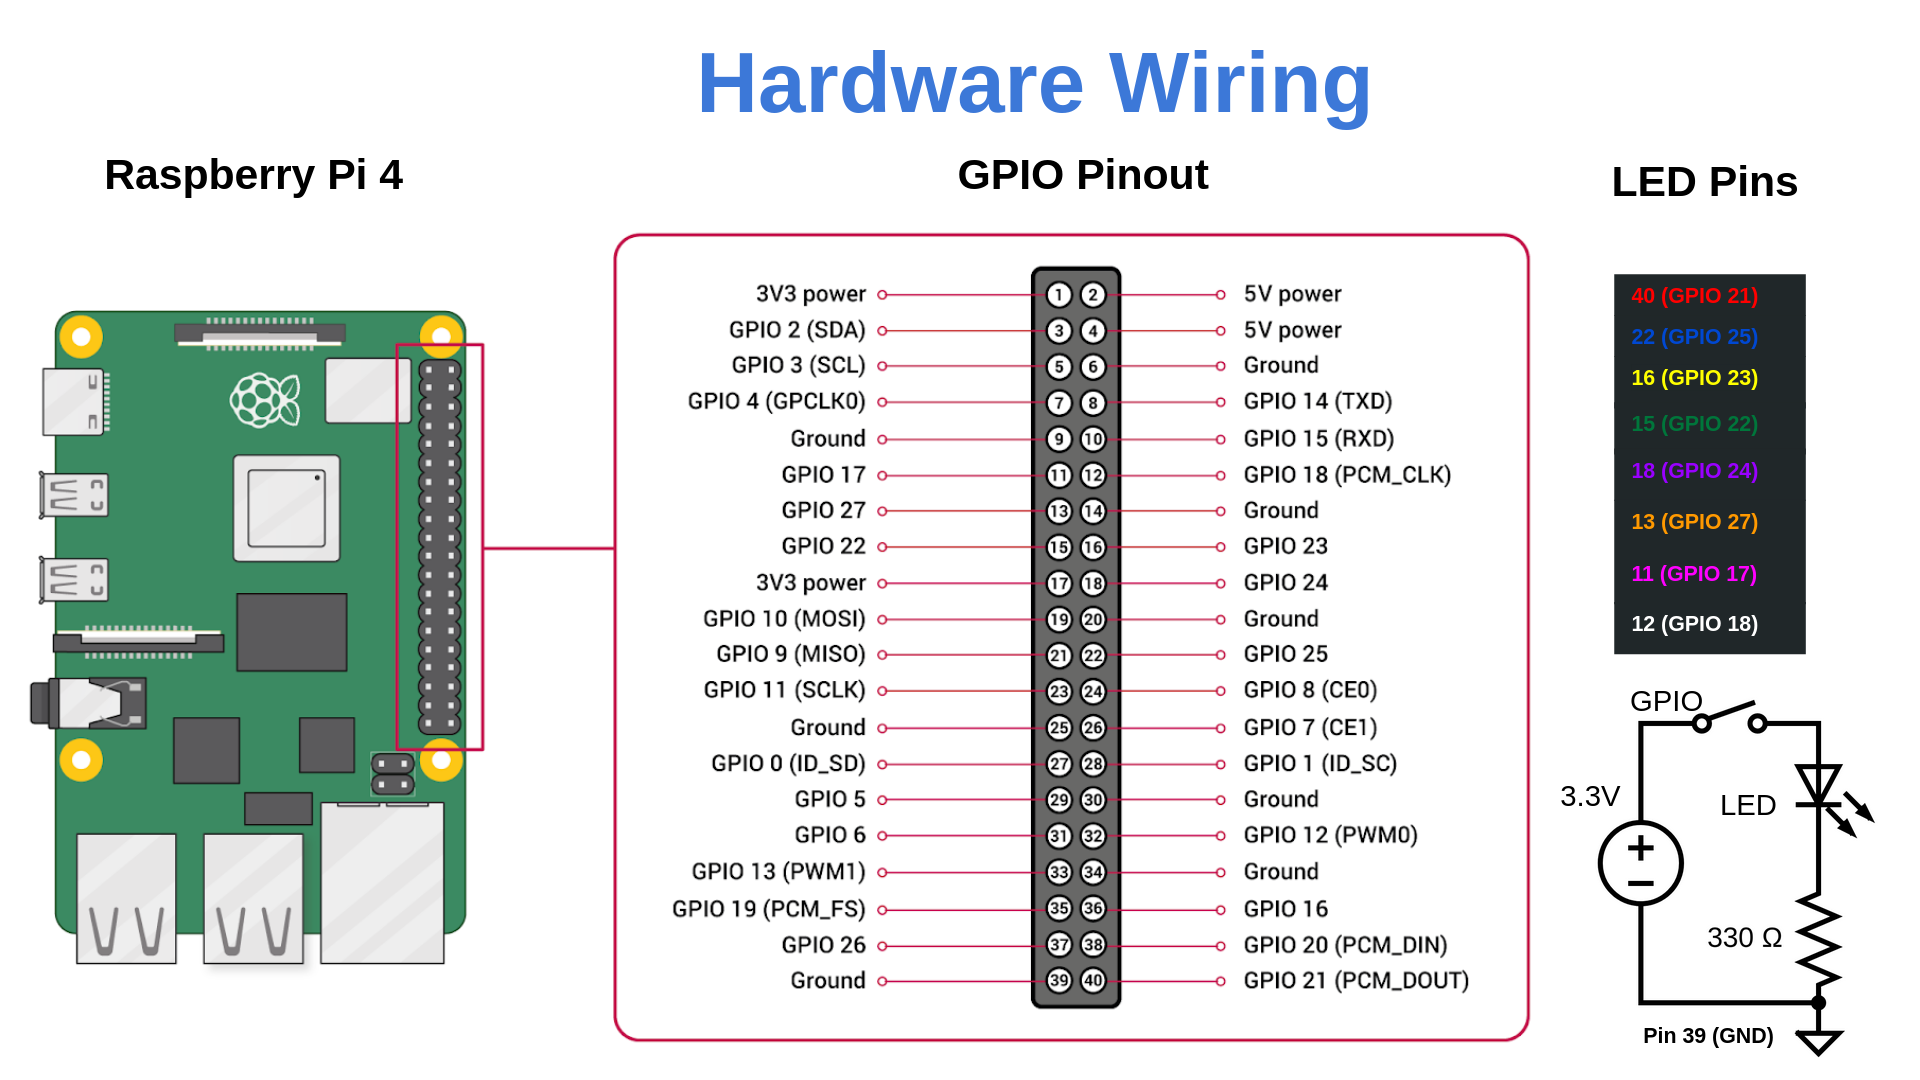 Hardware Wiring
Raspberry Pi 4
GPIO Pinout
LED Pins
3V3 power 1 2 5V power
GPIO 2 (SDA) 3 4 5V power
GPIO 3 (SCL) 5 6 Ground
GPIO 4 (GPCLK0) 7 8 GPIO 14 (TXD)
Ground 9 10 GPIO 15 (RXD)
GPIO 17 11 12 GPIO 18 (PCM_CLK)
GPIO 27 13 14 Ground
GPIO 22 15 16 GPIO 23
3V3 power 17 18 GPIO 24
GPIO 10 (MOSI) 19 20 Ground
GPIO 9 (MISO) 21 22 GPIO 25
GPIO 11 (SCLK) 23 24 GPIO 8 (CE0)
Ground 25 26 GPIO 7 (CE1)
GPIO 0 (ID_SD) 27 28 GPIO 1 (ID_SC)
GPIO 5 29 30 Ground
GPIO 6 31 32 GPIO 12 (PWM0)
GPIO 13 (PWM1) 33 34 Ground
GPIO 19 (PCM_FS) 35 36 GPIO 16
GPIO 26 37 38 GPIO 20 (PCM_DIN)
Ground 39 40 GPIO 21 (PCM_DOUT)
40 (GPIO 21)
22 (GPIO 25)
16 (GPIO 23)
15 (GPIO 22)
18 (GPIO 24)
13 (GPIO 27)
11 (GPIO 17)
12 (GPIO 18)
GPIO
3.3V
LED
330 Ω
Pin 39 (GND)